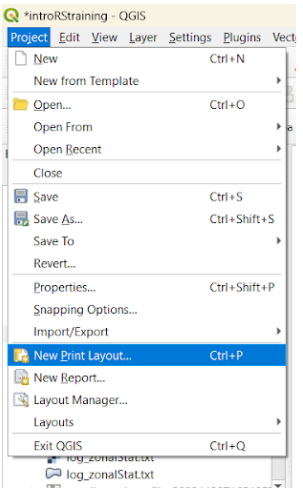 *introRStraining - QGIS
Project Edit View Layer Settings Plugins Vect
New Ctrl+N
New from Template
Open... Ctrl+O
Open From
Open Recent
Close
Save Ctrl+S
Save As... Ctrl+Shift+S
Save To
Revert...
Properties... Ctrl+Shift+P
Snapping Options...
Import/Export
New Print Layout... Ctrl+P
New Report...
Layout Manager...
Layouts
Exit QGIS Ctrl+Q
log_zonalStat.txt
log_zonalStat.txt